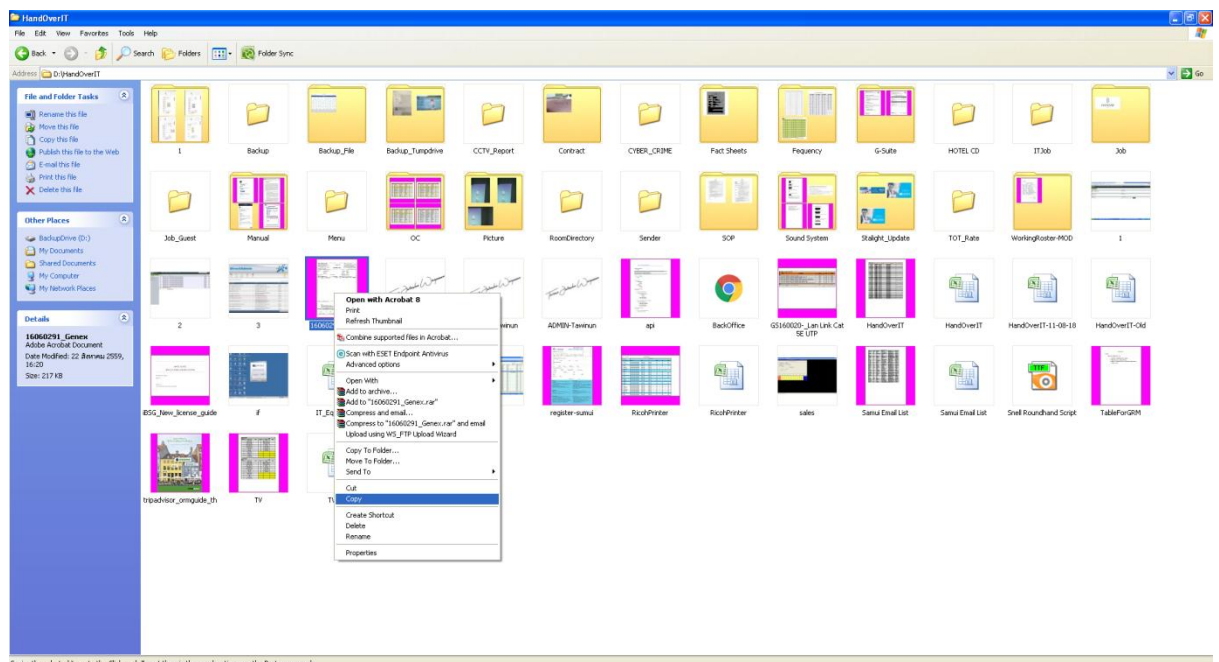 HandOverIT
File Edit View Favorites Tools Help
Back Search Folders Folder Sync
Address D:\HandOverIT Go
File and Folder Tasks
Rename this file
Move this file
Copy this file
Publish this file to the Web
E-mail this file
Print this file
Delete this file
Other Places
BackupDrive (D:)
My Documents
Shared Documents
My Computer
My Network Places
Details
16060291_Genex
Adobe Acrobat Document
Date Modified: 22 สิงหาคม 2559,
16:20
Size: 217 KB
1 Backup Backup_File Backup_Tumpdrive CCTV_Report Contract CYBER_CRIME Fact Sheets Fequency G-Suite HOTEL CD ITJob Job
Job_Guest Manual Menu OC Picture RoomDirectory Sender SOP Sound System Stalight_Update TOT_Rate WorkingRoster-MOD 1
2 3 ADMIN-Tawinun api BackOffice GS160020-_Lan Link Cat HandOverIT HandOverIT HandOverIT-11-08-18 HandOverIT-Old
5E UTP
if register-sumui RicohPrinter RicohPrinter sales Samui Email List Samui Email List Snell Roundhand Script TableForGRM
tripadvisor_omguide_th TV
Open with Acrobat 8
Print
Refresh Thumbnail
Combine supported files in Acrobat...
Scan with ESET Endpoint Antivirus
Advanced options
Open With
Add to archive...
Add to "16060291_Genex.rar"
Compress and email...
Compress to "16060291_Genex.rar" and email
Upload using WS_FTP Upload Wizard
Copy To Folder...
Move To Folder...
Send To
Cut
Copy
Create Shortcut
Delete
Rename
Properties